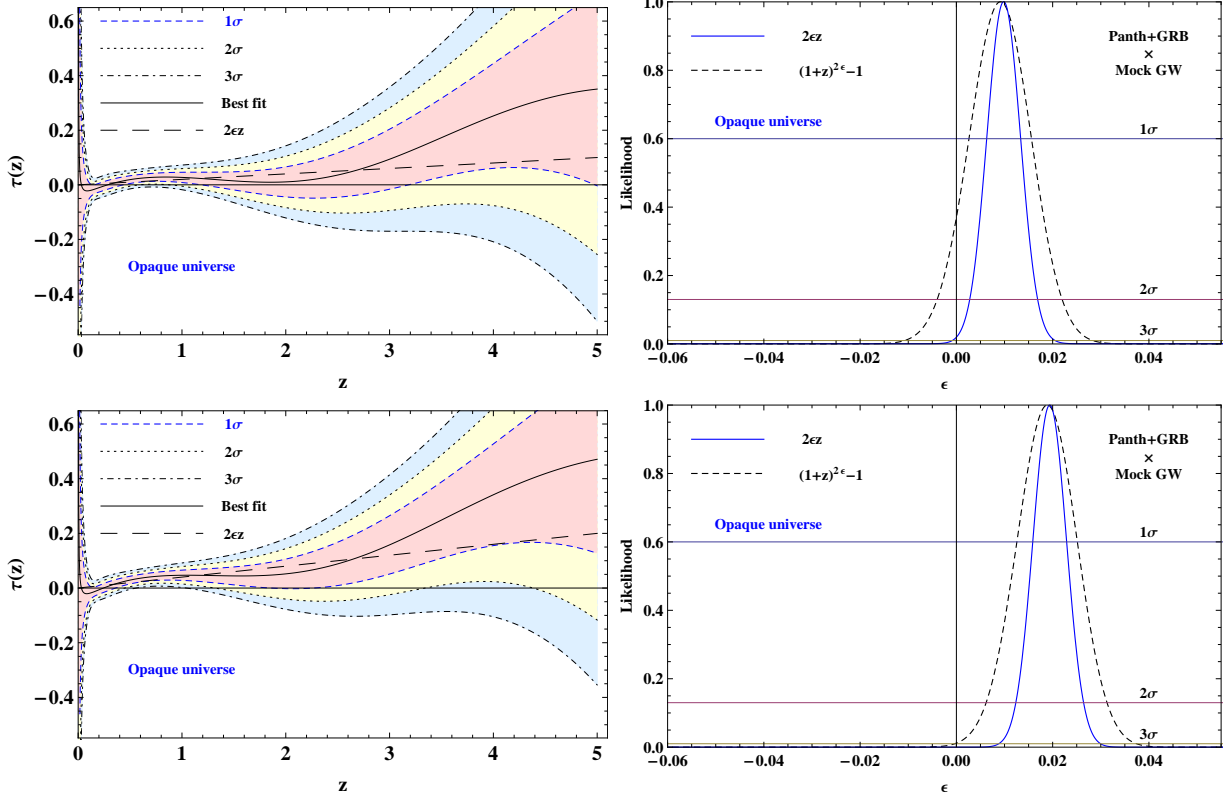 0.6
0.4
0.2
0.0
−0.2
−0.4
τ(z)
1σ
2σ
3σ
Best fit
2ϵz
Opaque universe
0 1 2 3 4 5
z
1.0
0.8
0.6
0.4
0.2
0.0
Likelihood
2ϵz
(1+z)^{2ϵ}−1
Panth+GRB
×
Mock GW
Opaque universe
1σ
2σ
3σ
−0.06 −0.04 −0.02 0.00 0.02 0.04
ϵ
0.6
0.4
0.2
0.0
−0.2
−0.4
τ(z)
1σ
2σ
3σ
Best fit
2ϵz
Opaque universe
0 1 2 3 4 5
z
1.0
0.8
0.6
0.4
0.2
0.0
Likelihood
2ϵz
(1+z)^{2ϵ}−1
Panth+GRB
×
Mock GW
Opaque universe
1σ
2σ
3σ
−0.06 −0.04 −0.02 0.00 0.02 0.04
ϵ